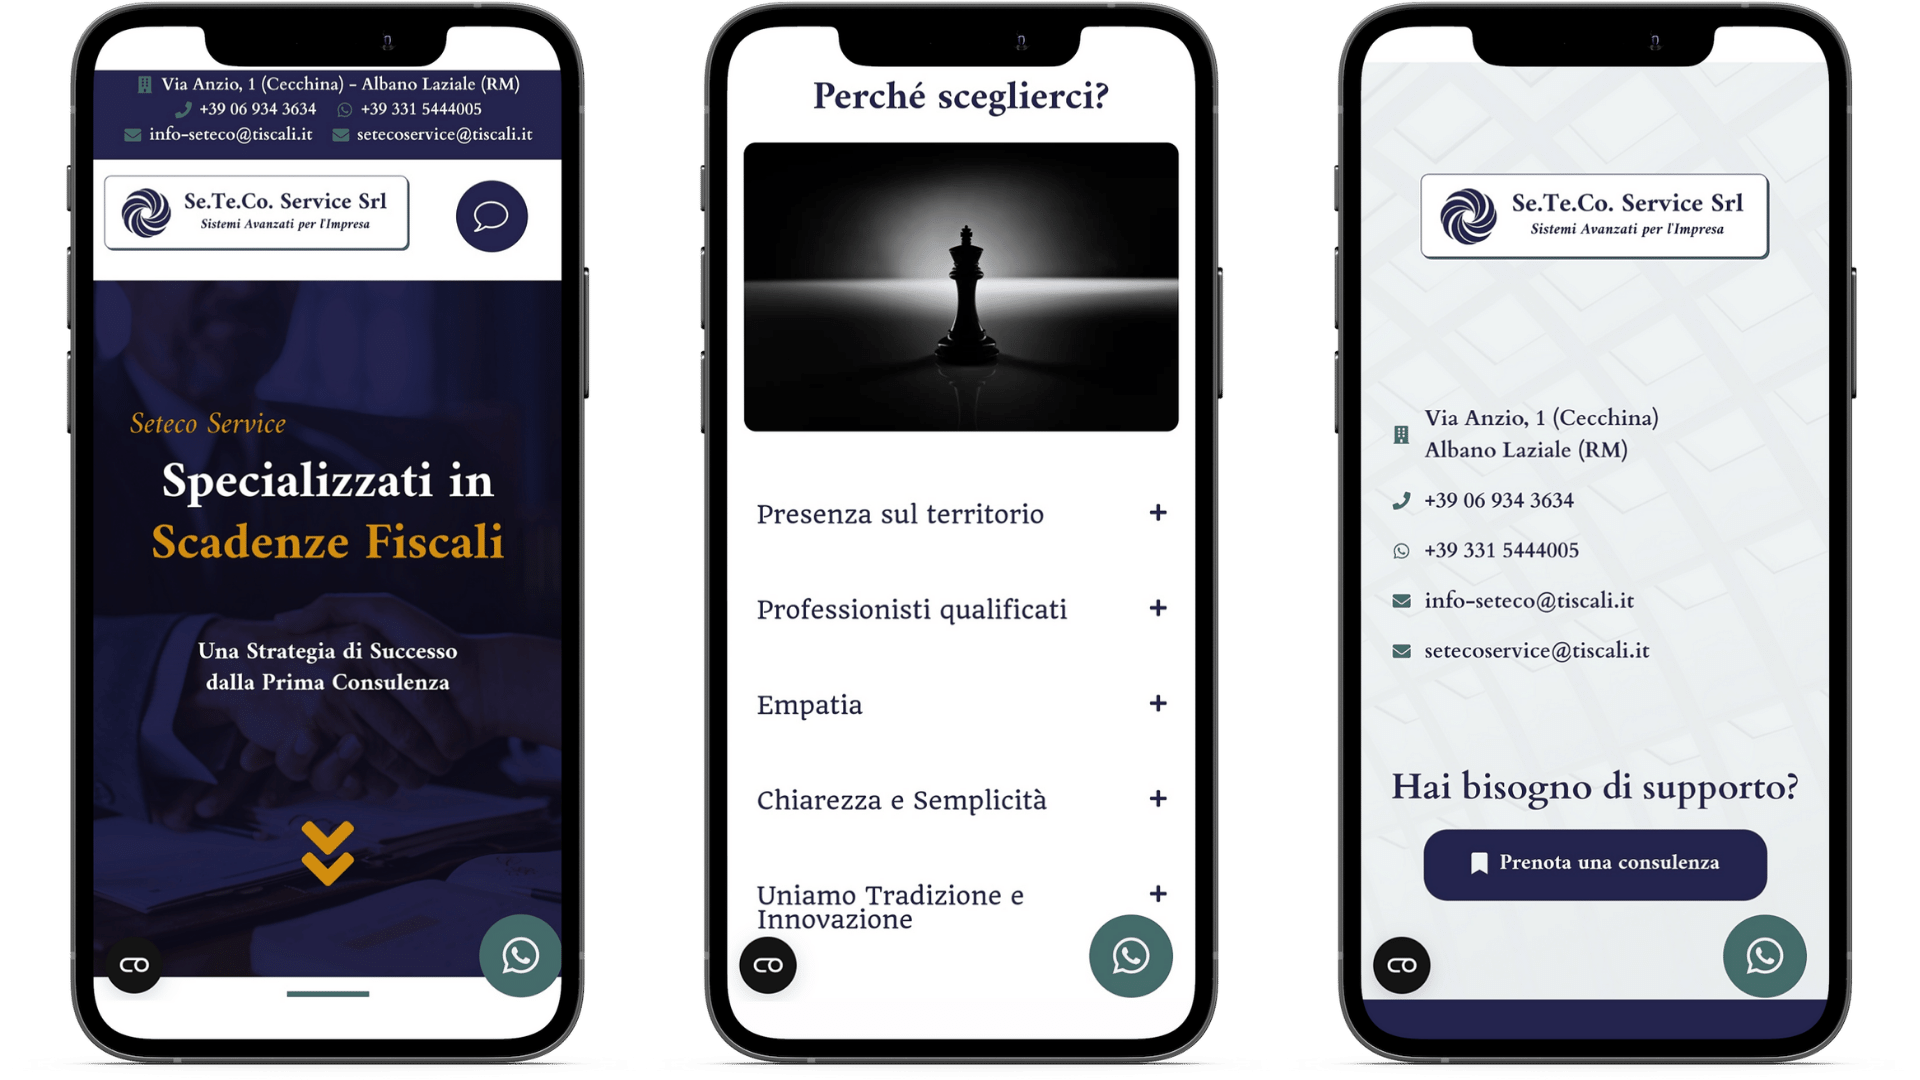 Via Anzio, 1 (Cecchina) - Albano Laziale (RM)
+39 06 934 3634 +39 331 5444005
info-seteco@tiscali.it setecoservice@tiscali.it
Se.Te.Co. Service Srl
Sistemi Avanzati per l'Impresa
Seteco Service
Specializzati in
Scadenze Fiscali
Una Strategia di Successo
dalla Prima Consulenza
Perché sceglierci?
Presenza sul territorio
Professionisti qualificati
Empatia
Chiarezza e Semplicità
Uniamo Tradizione e
Innovazione
Se.Te.Co. Service Srl
Sistemi Avanzati per l'Impresa
Via Anzio, 1 (Cecchina)
Albano Laziale (RM)
+39 06 934 3634
+39 331 5444005
info-seteco@tiscali.it
setecoservice@tiscali.it
Hai bisogno di supporto?
Prenota una consulenza